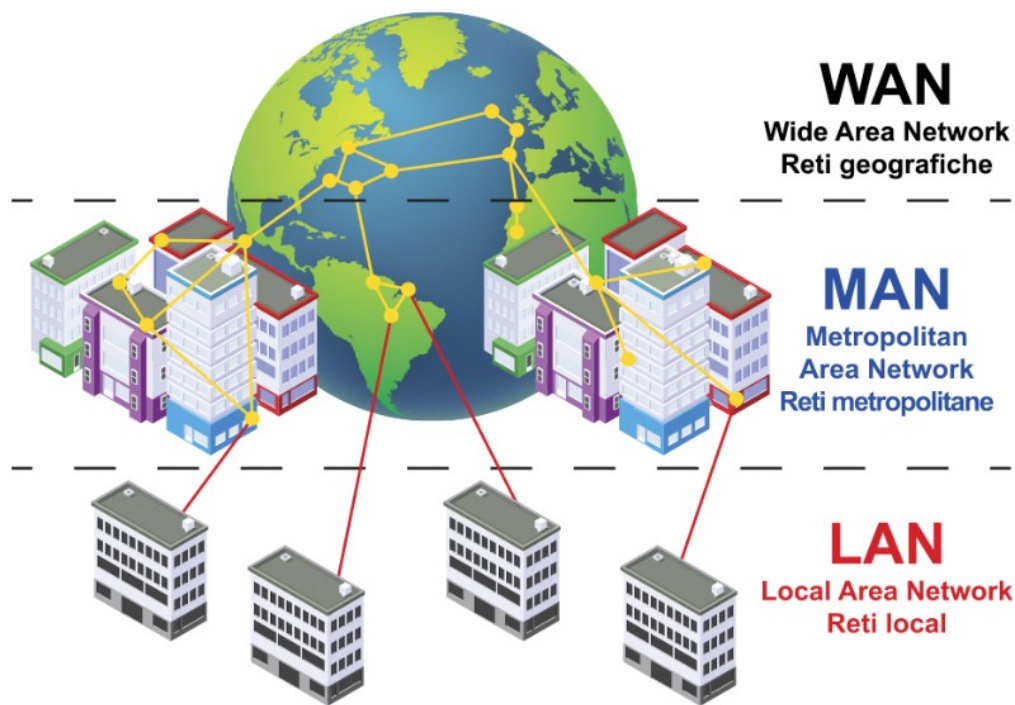 WAN
Wide Area Network
Reti geografiche
MAN
Metropolitan
Area Network
Reti metropolitane
LAN
Local Area Network
Reti local